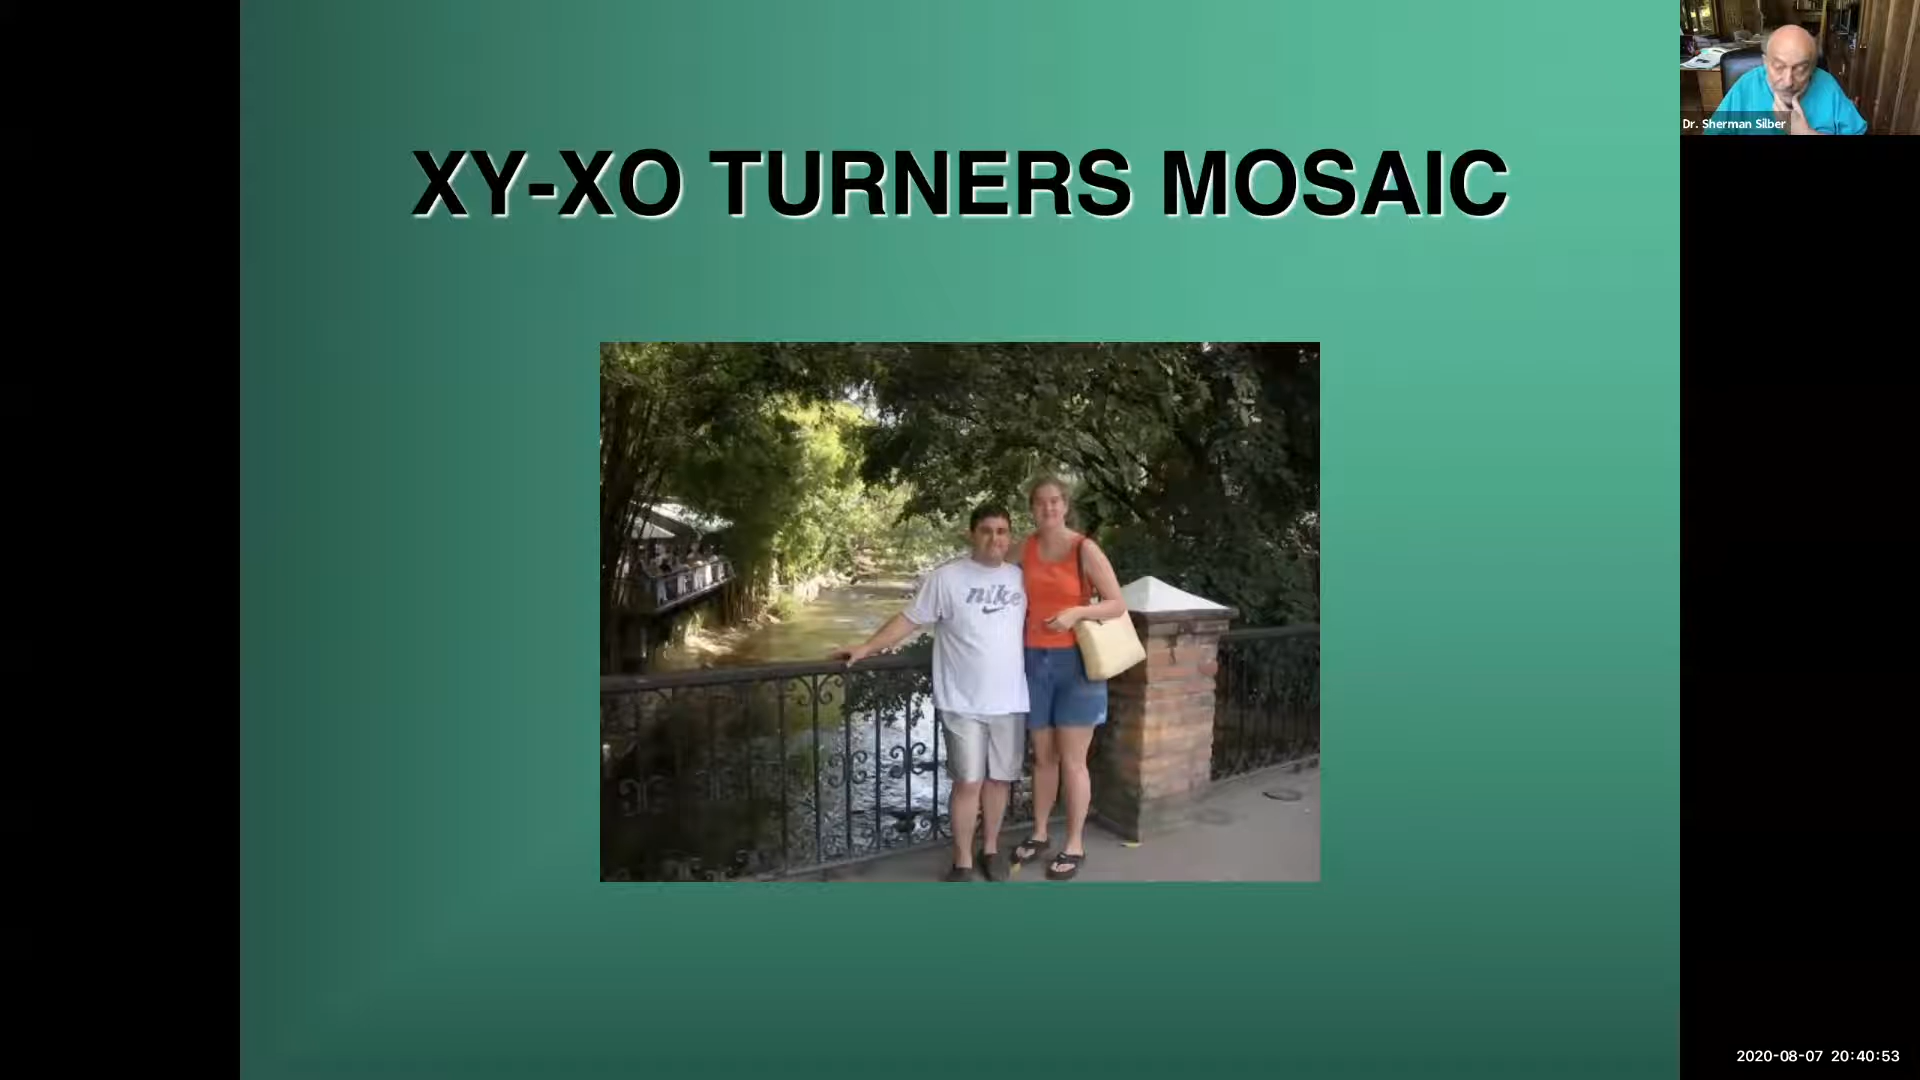 XY-XO TURNERS MOSAIC
nike
Dr. Sherman Silber
2020-08-07 20:40:53